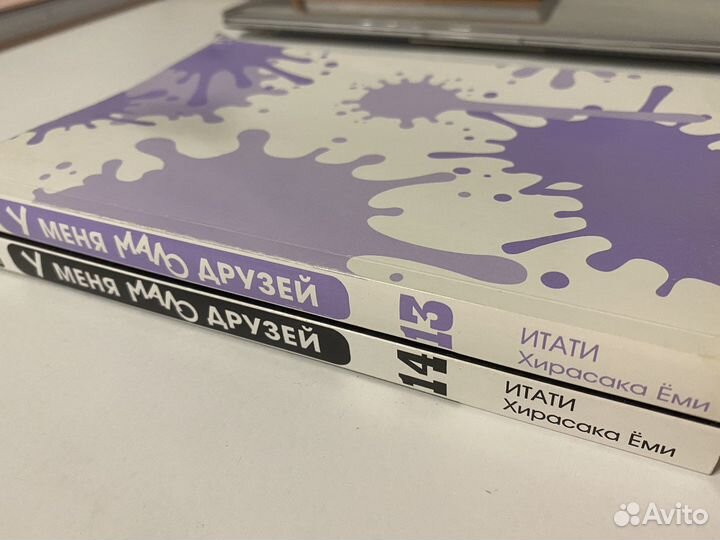 У МЕНЯ МАЛО ДРУЗЕЙ
13
ИТАТИ
Хирасака Ёми
У МЕНЯ МАЛО ДРУЗЕЙ
14
ИТАТИ
Хирасака Ёми
Avito